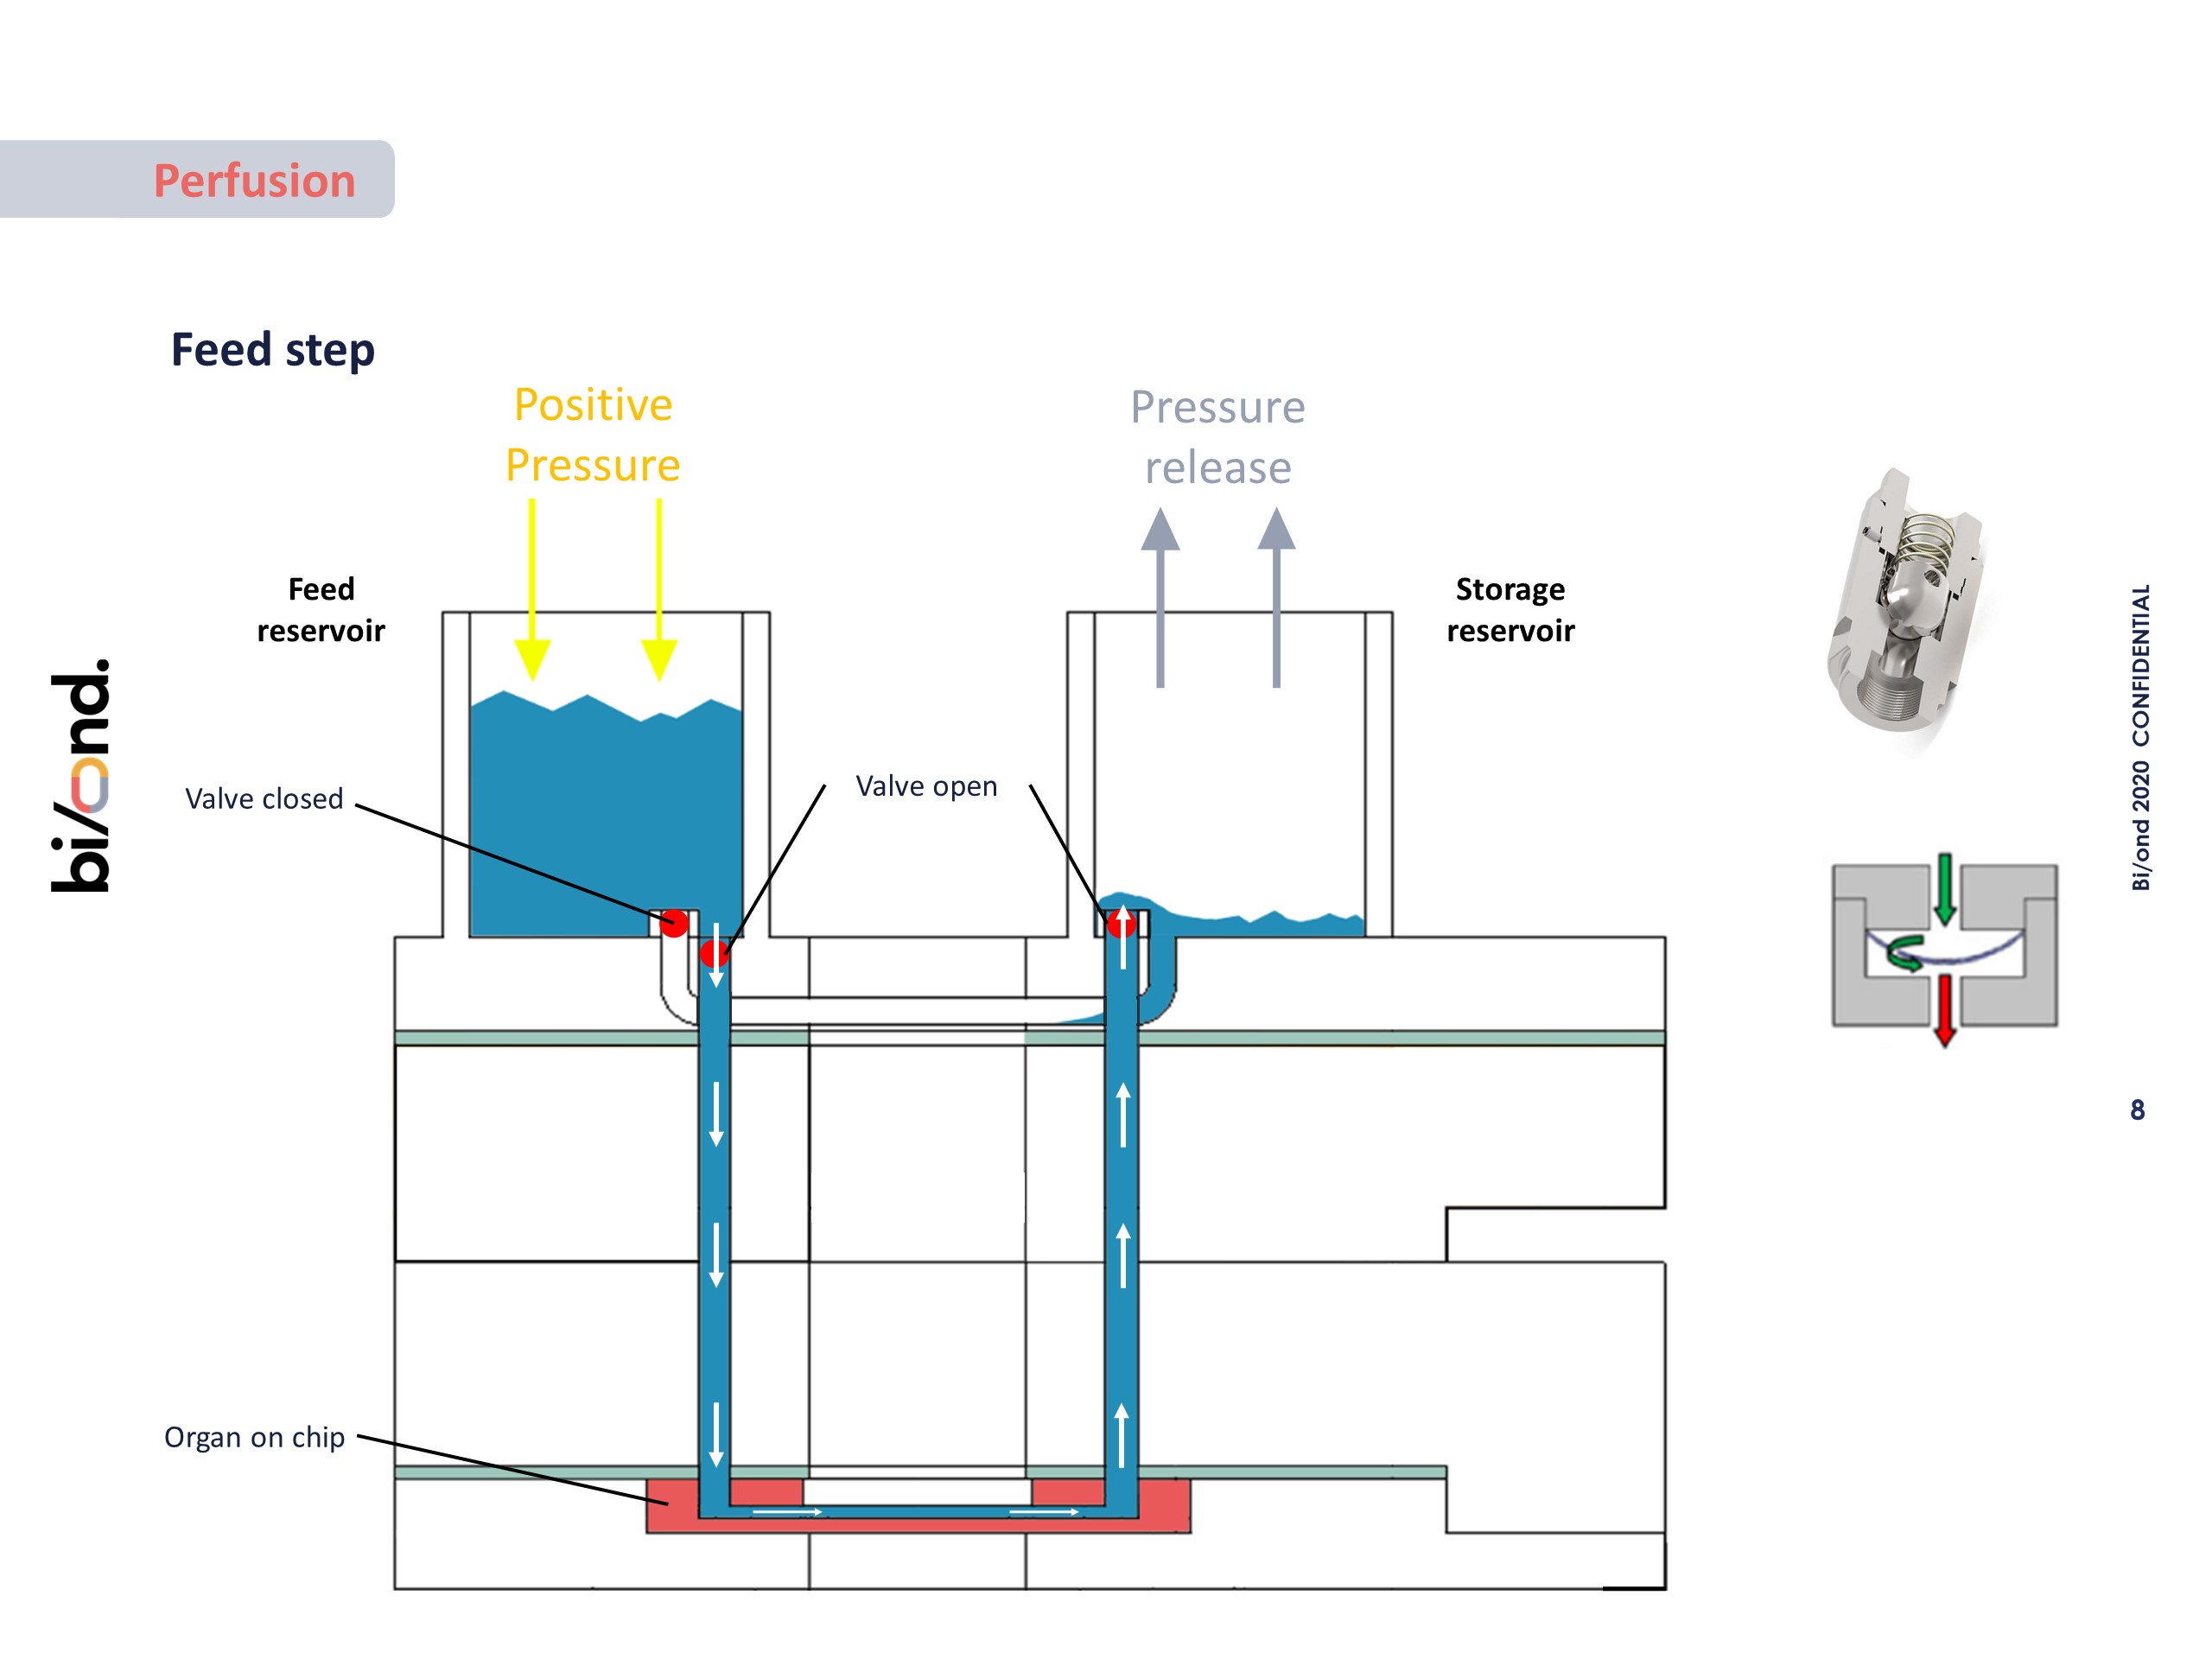 Perfusion
Feed step
Positive
Pressure
Pressure
release
Feed
reservoir
Storage
reservoir
Valve closed
Valve open
Organ on chip
bi/ond.
Bi/ond 2020 CONFIDENTIAL
8